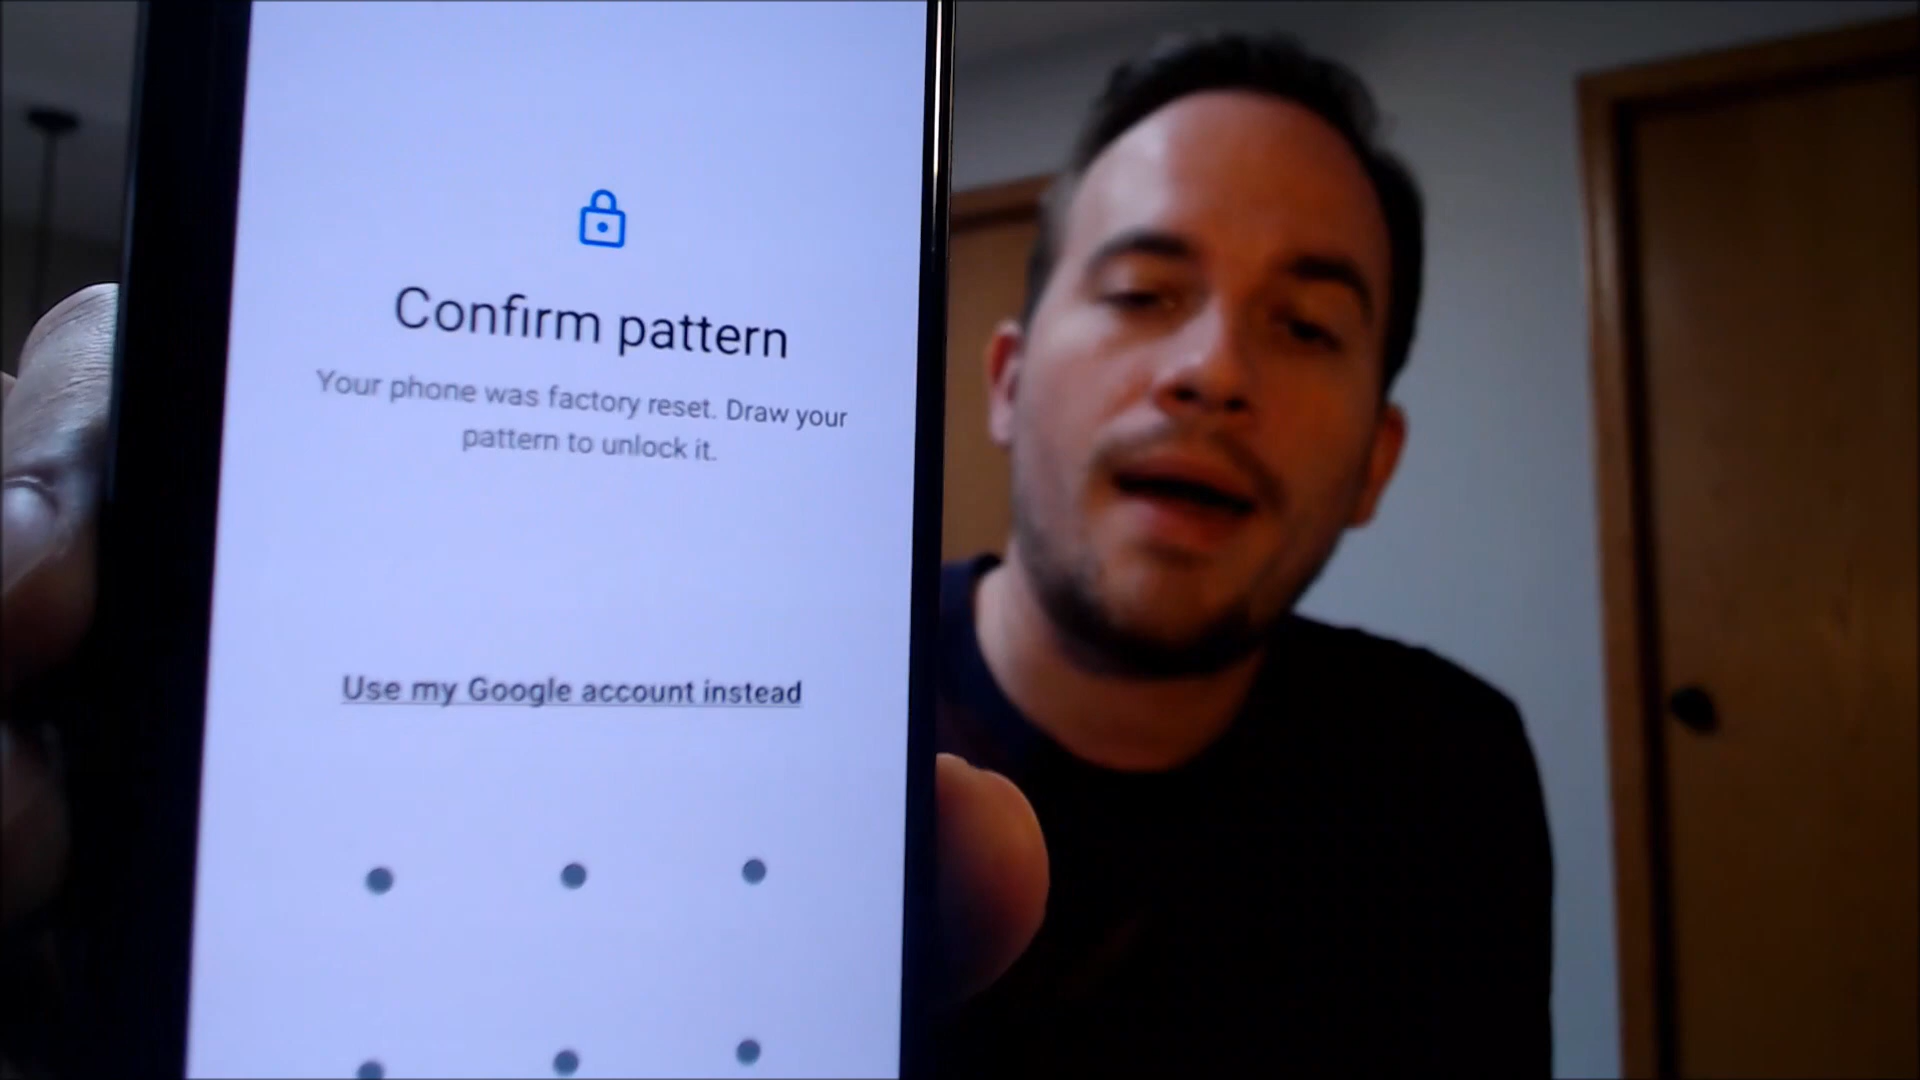 Confirm pattern
Your phone was factory reset. Draw your
pattern to unlock it.
Use my Google account instead